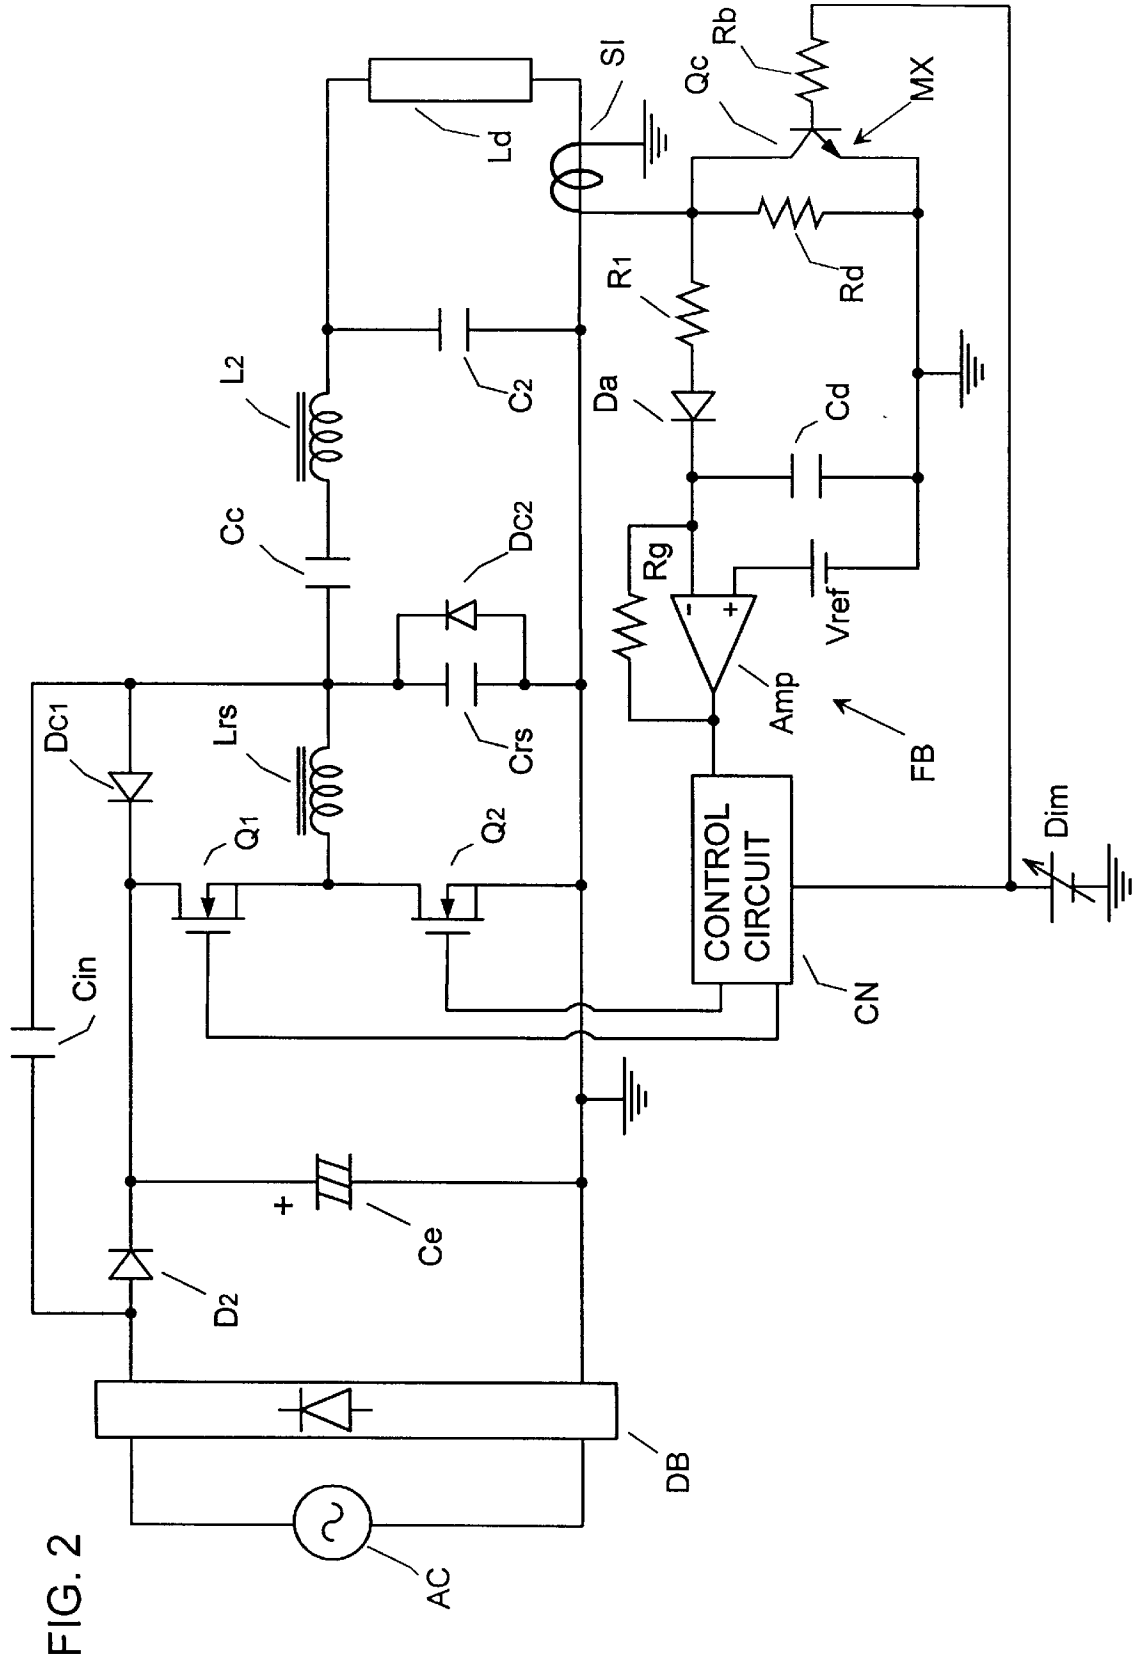 FIG. 2
AC
DB
D2
Cin
Ce
+
DC1
Q1
Q2
Lrs
Crs
DC2
Cc
L2
C2
Ld
SI
CONTROL
CIRCUIT
CN
Amp
-
+
Rg
Vref
FB
Da
Cd
R1
Rd
Qc
Rb
MX
Dim